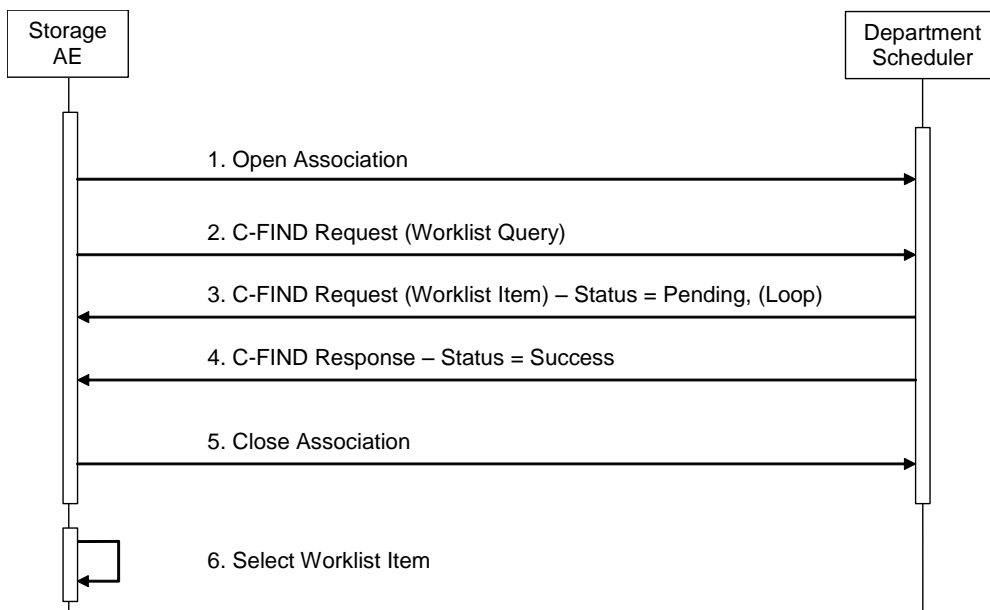 Storage
AE
Department
Scheduler
1. Open Association
2. C-FIND Request (Worklist Query)
3. C-FIND Request (Worklist Item) – Status = Pending, (Loop)
4. C-FIND Response – Status = Success
5. Close Association
6. Select Worklist Item